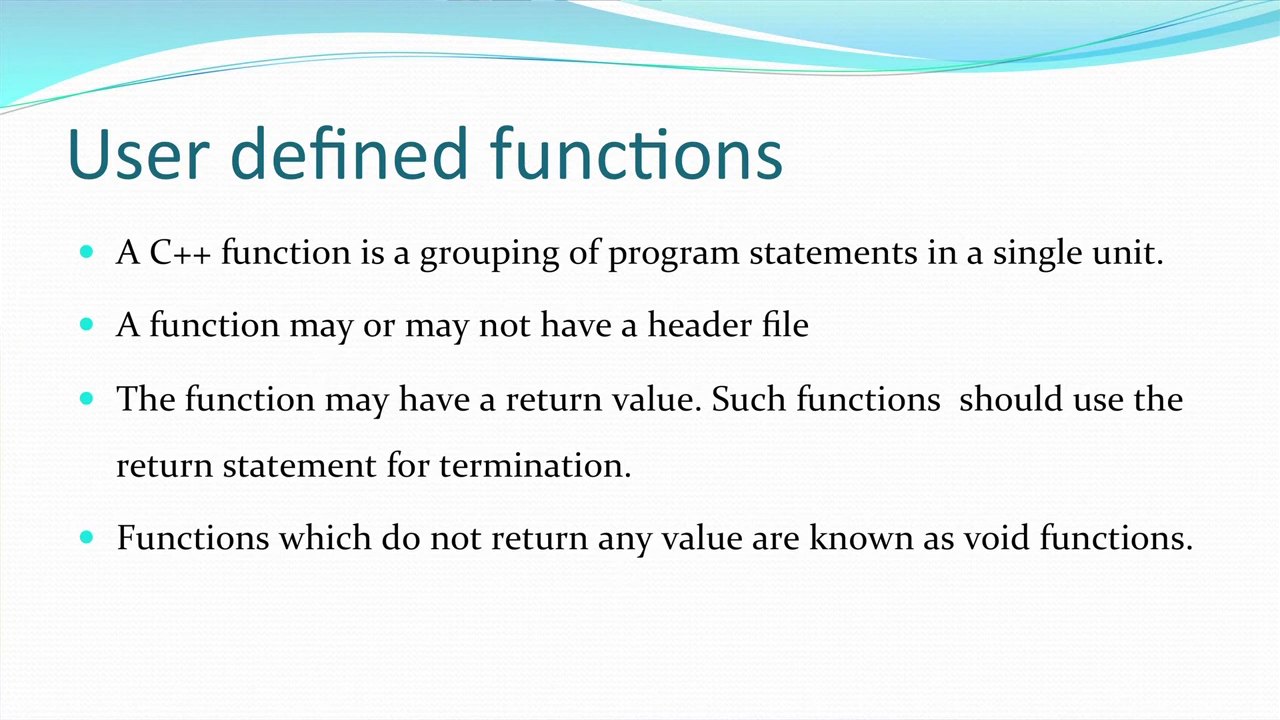 User defined functions
A C++ function is a grouping of program statements in a single unit.
A function may or may not have a header file
The function may have a return value. Such functions  should use the
return statement for termination.
Functions which do not return any value are known as void functions.